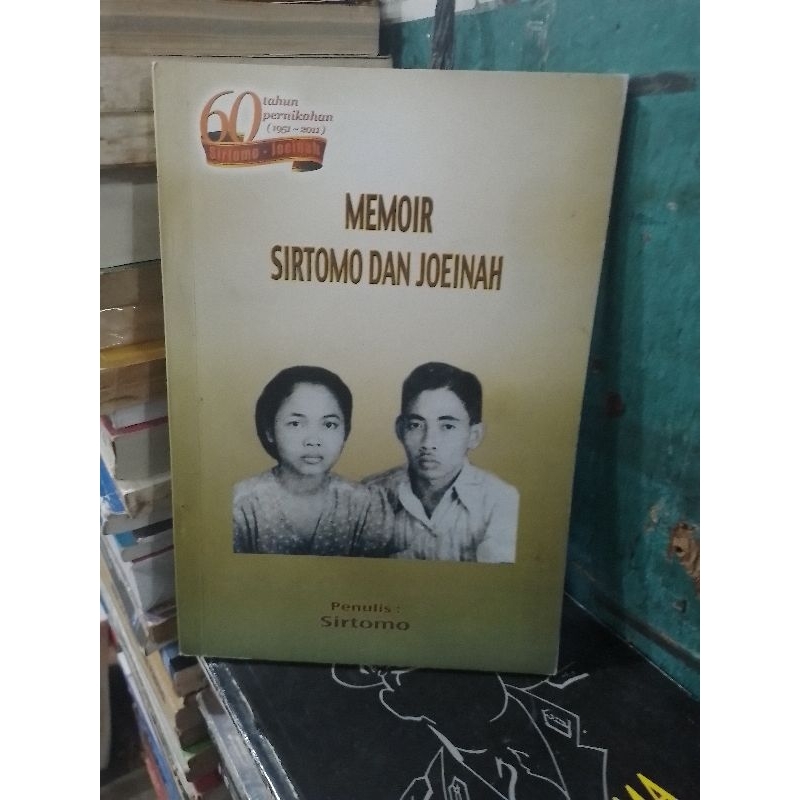 60
tahun
pernikahan
(1951 - 2011)
Sirtomo - Joeinah
MEMOIR
SIRTOMO DAN JOEINAH
Penulis :
Sirtomo